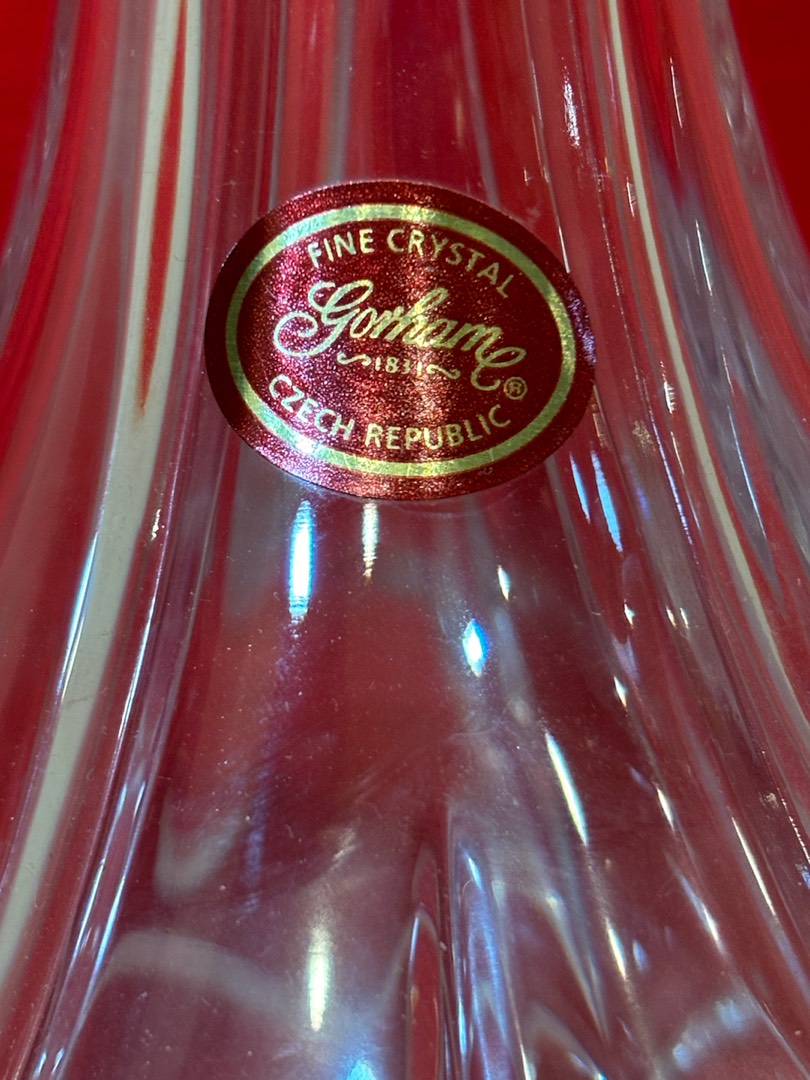 FINE CRYSTAL
Gorham
~1831~
®
CZECH REPUBLIC